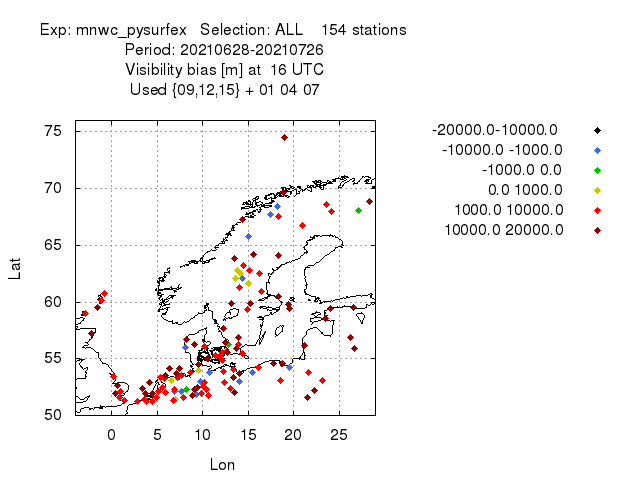 Exp: mnwc_pysurfex   Selection: ALL    154 stations
Period: 20210628-20210726
Visibility bias [m] at  16 UTC
Used {09,12,15} + 01 04 07
-20000.0-10000.0
-10000.0 -1000.0
-1000.0 0.0
0.0 1000.0
1000.0 10000.0
10000.0 20000.0
75
70
65
60
55
50
Lat
0 5 10 15 20 25
Lon